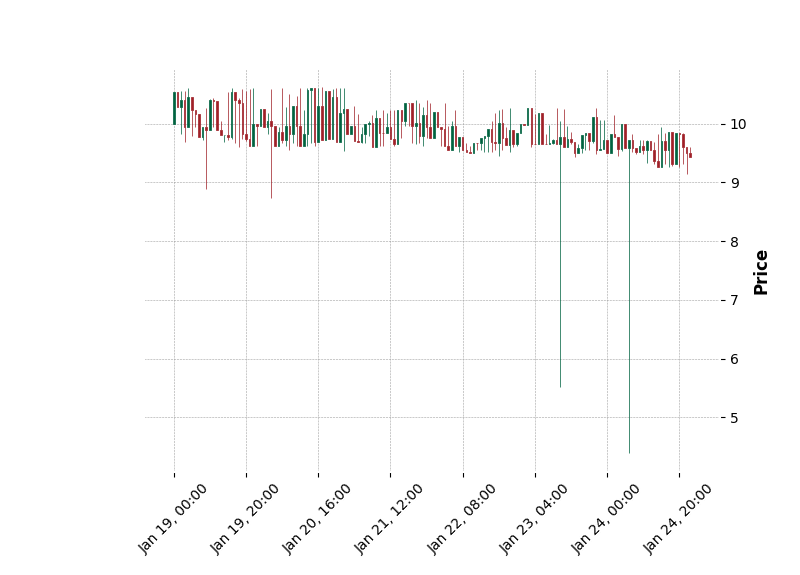 10
9
8
7
6
5
Price
Jan 19, 00:00
Jan 19, 20:00
Jan 20, 16:00
Jan 21, 12:00
Jan 22, 08:00
Jan 23, 04:00
Jan 24, 00:00
Jan 24, 20:00